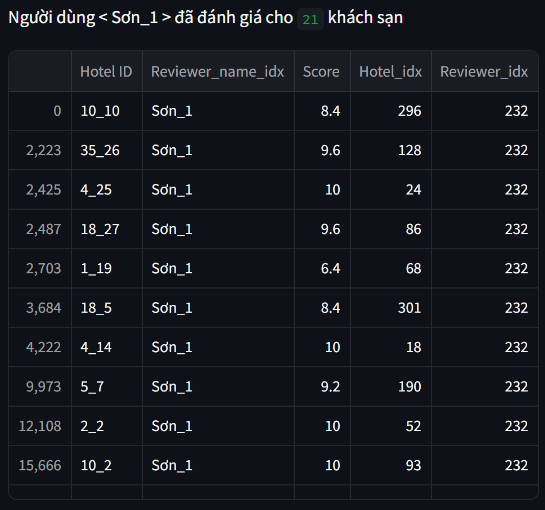 Người dùng < Sơn_1 > đã đánh giá cho 21 khách sạn
Hotel ID Reviewer_name_idx Score Hotel_idx Reviewer_idx
0 10_10 Sơn_1 8.4 296 232
2,223 35_26 Sơn_1 9.6 128 232
2,425 4_25 Sơn_1 10 24 232
2,487 18_27 Sơn_1 9.6 86 232
2,703 1_19 Sơn_1 6.4 68 232
3,684 18_5 Sơn_1 8.4 301 232
4,222 4_14 Sơn_1 10 18 232
9,973 5_7 Sơn_1 9.2 190 232
12,108 2_2 Sơn_1 10 52 232
15,666 10_2 Sơn_1 10 93 232